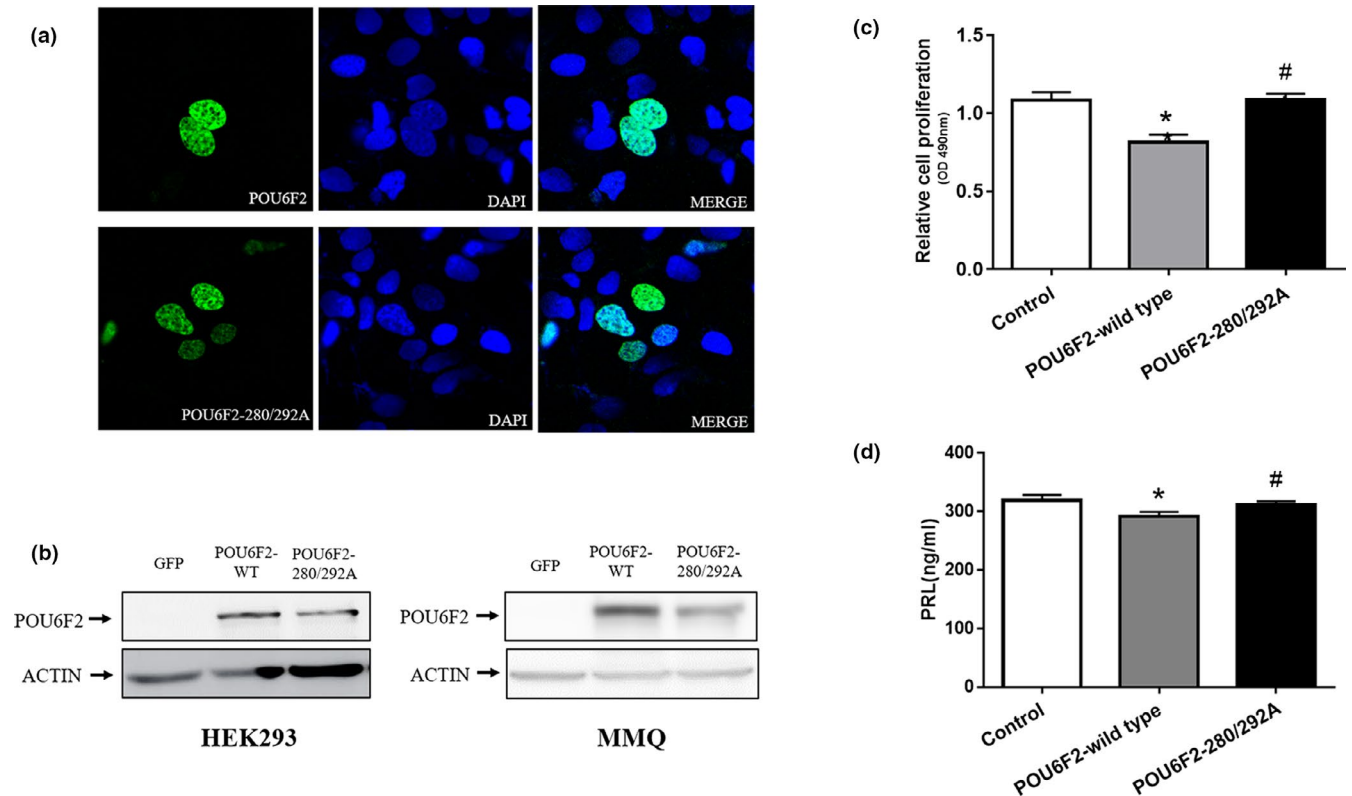 (a)
POU6F2
DAPI
MERGE
POU6F2-280/292A
DAPI
MERGE
(b)
GFP
POU6F2-
WT
POU6F2-
280/292A
POU6F2
ACTIN
HEK293
GFP
POU6F2-
WT
POU6F2-
280/292A
POU6F2
ACTIN
MMQ
(c)
Relative cell proliferation
(OD 490nm)
1.5
1.0
0.5
0.0
*
#
Control
POU6F2-wild type
POU6F2-280/292A
(d)
PRL(ng/ml)
400
300
200
100
0
*
#
Control
POU6F2-wild type
POU6F2-280/292A